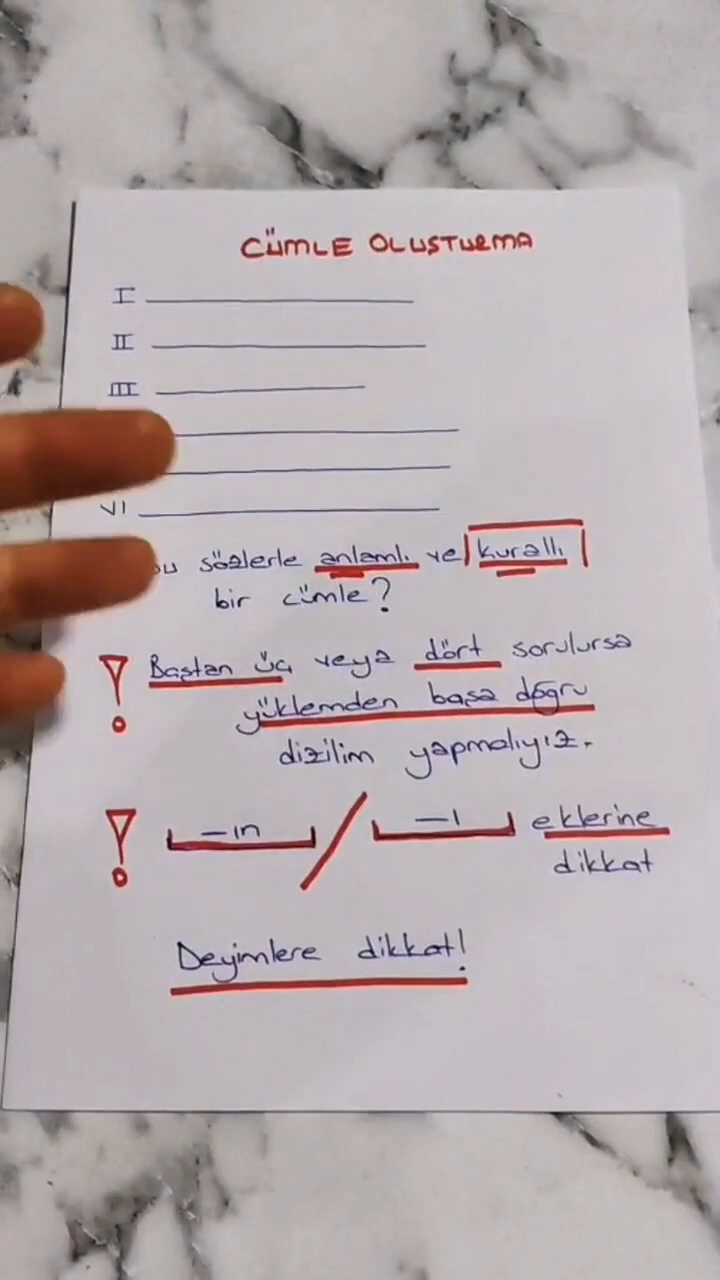 CÜMLE OLUŞTURMA
I
II
III
VI
sözlerle anlamlı ve kurallı
bir cümle?
! Baştan üç veya dört sorulursa
yüklemden başa doğru
dizilim yapmalıyız.
! -ın / -ı eklerine
dikkat
Deyimlere dikkat!